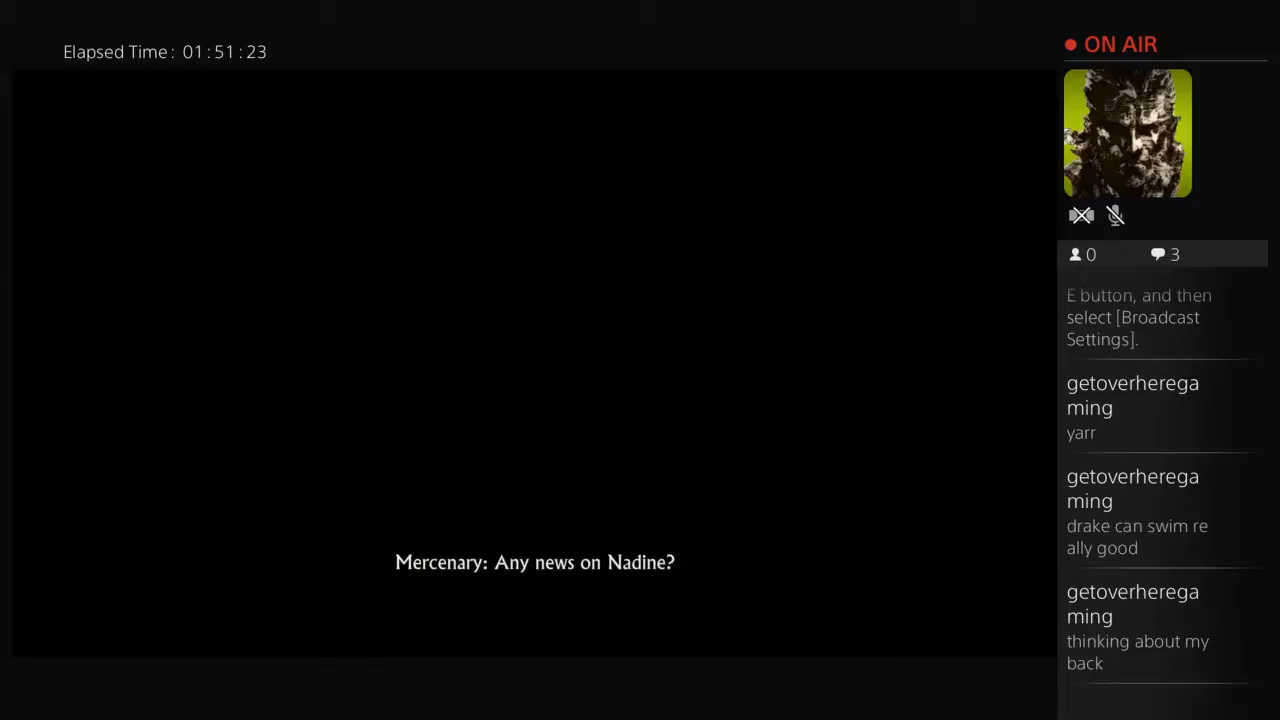 Elapsed Time: 01:51:23
ON AIR
0
3
E button, and then
select [Broadcast
Settings].
getoverherega
ming
yarr
getoverherega
ming
drake can swim re
ally good
getoverherega
ming
thinking about my
back
Mercenary: Any news on Nadine?